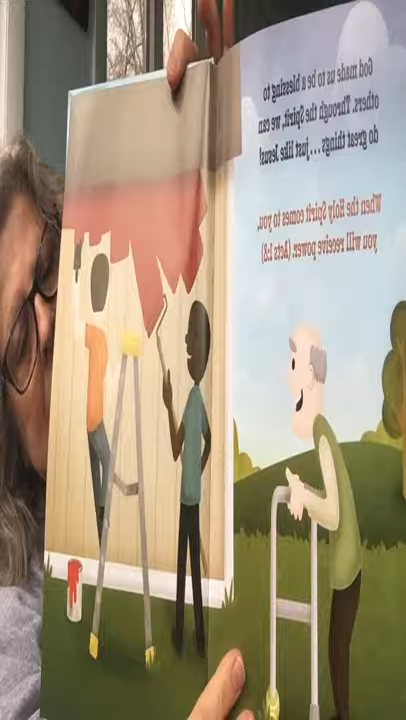 God made us to be a blessing to
others. Through the Spirit, we can
do great things… just like Jesus!
When the Holy Spirit comes to you,
you will receive power. (Acts 1:8)